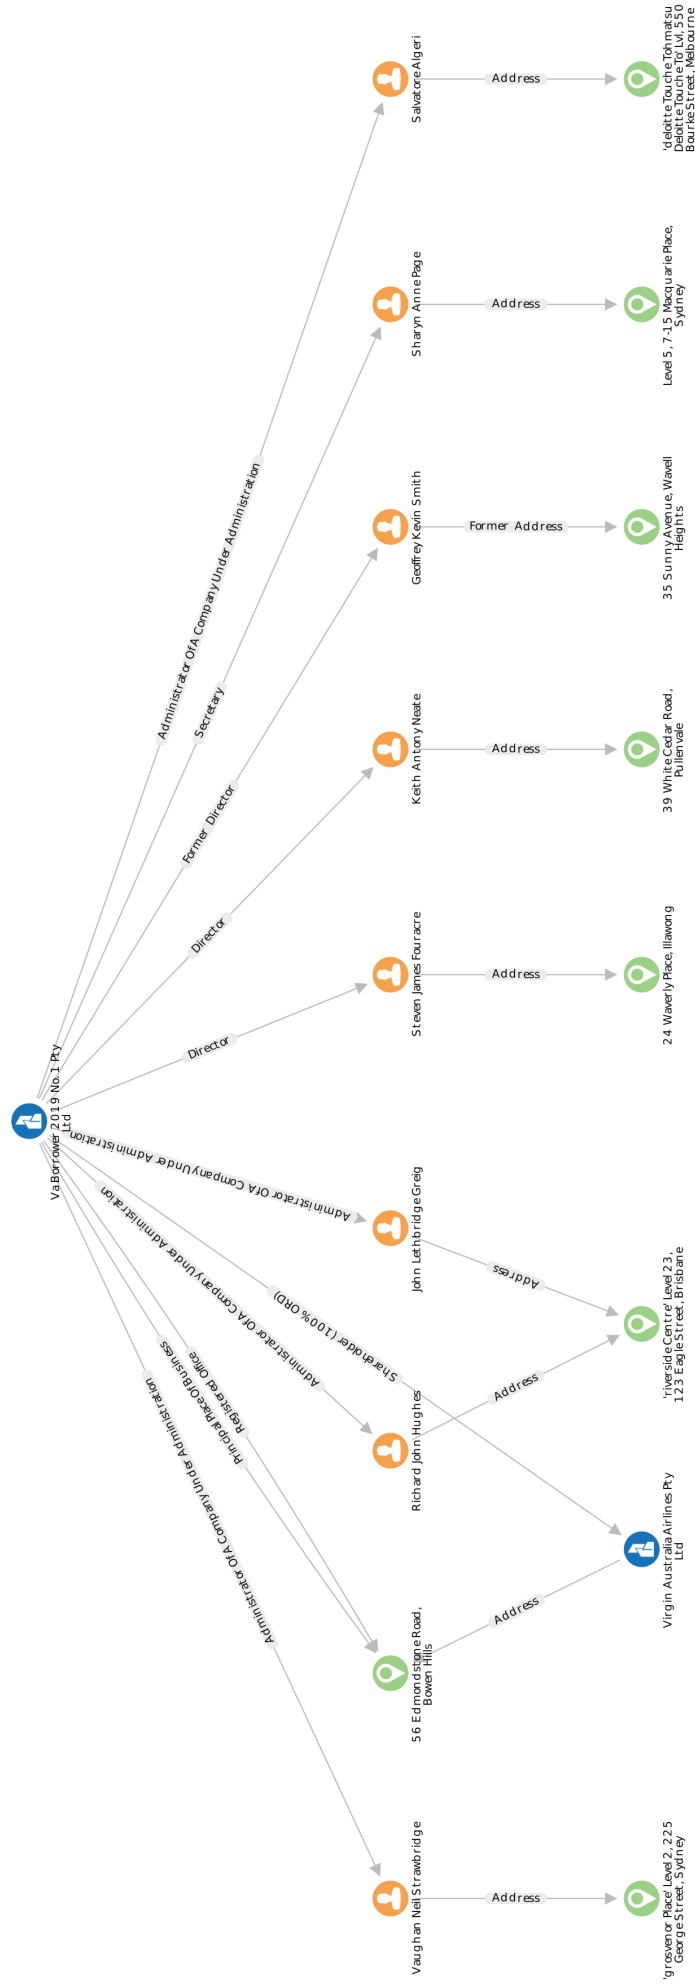 Va Borrower 2019 No. 1 Pty
Ltd
Administrator Of A Company Under Administration
Secretary
Former Director
Director
Director
Administrator Of A Company Under Administration
Administrator Of A Company Under Administration
Shareholder (100% ORD)
Registered Office
Principal Place Of Business
Administrator Of A Company Under Administration
Salvatore Algeri
Address
'deloitte Touche Tohmatsu
Deloitte Touche To' Lvl, 550
Bourke Street, Melbourne
Sharyn Anne Page
Address
Level 5, 7-15 Macquarie Place,
Sydney
Geoffrey Kevin Smith
Former Address
35 Sunny Avenue, Wavell
Heights
Keith Antony Neate
Address
39 White Cedar Road,
Pullenvale
Steven James Fouracre
Address
24 Waverly Place, Illawong
John Lethbridge Greig
Address
'riverside Centre' Level 23,
123 Eagle Street, Brisbane
Richard John Hughes
Address
Virgin Australia Airlines Pty
Ltd
Address
56 Edmondstone Road,
Bowen Hills
Vaughan Neil Strawbridge
Address
'grosvenor Place' Level 2, 225
George Street, Sydney